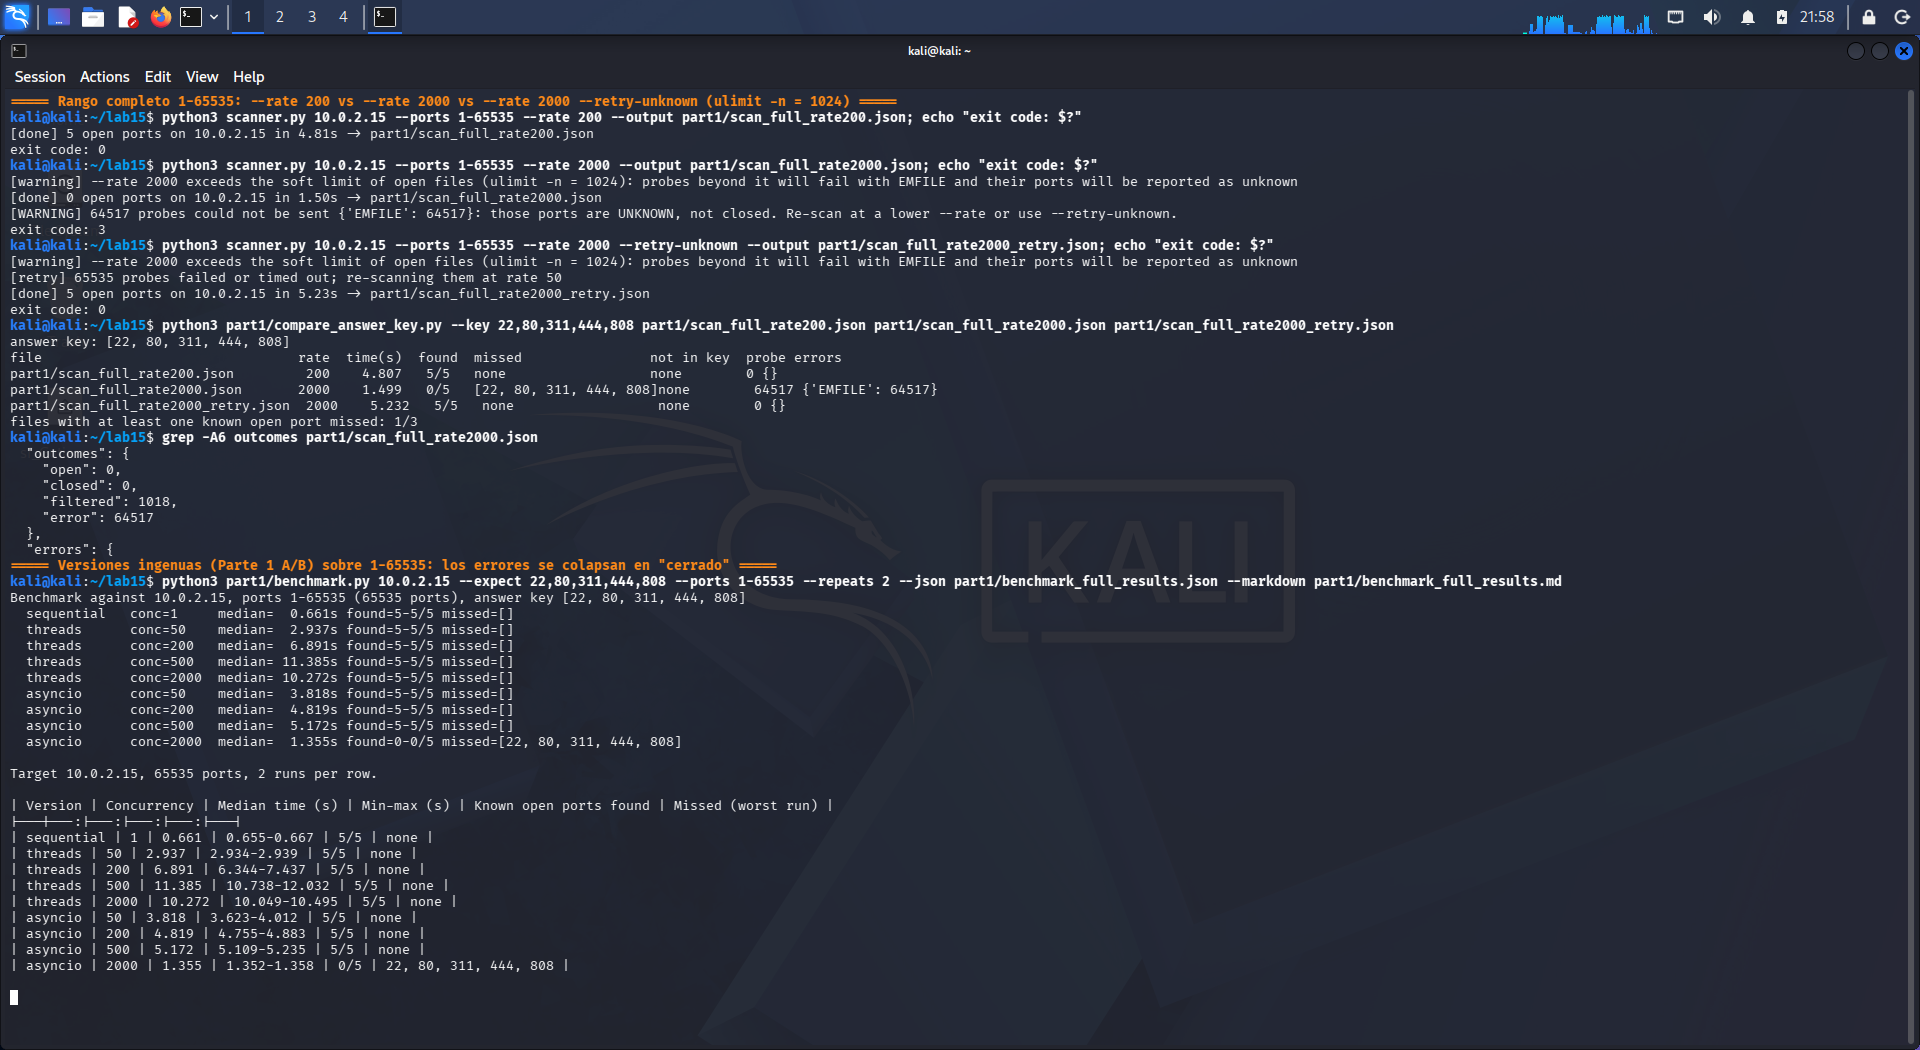 1 2 3 4 21:58
kali@kali: ~
Session Actions Edit View Help
===== Rango completo 1-65535: --rate 200 vs --rate 2000 vs --rate 2000 --retry-unknown (ulimit -n = 1024) =====
kali@kali:~/lab15$ python3 scanner.py 10.0.2.15 --ports 1-65535 --rate 200 --output part1/scan_full_rate200.json; echo "exit code: $?"
[done] 5 open ports on 10.0.2.15 in 4.81s -> part1/scan_full_rate200.json
exit code: 0
kali@kali:~/lab15$ python3 scanner.py 10.0.2.15 --ports 1-65535 --rate 2000 --output part1/scan_full_rate2000.json; echo "exit code: $?"
[warning] --rate 2000 exceeds the soft limit of open files (ulimit -n = 1024): probes beyond it will fail with EMFILE and their ports will be reported as unknown
[done] 0 open ports on 10.0.2.15 in 1.50s -> part1/scan_full_rate2000.json
[WARNING] 64517 probes could not be sent {'EMFILE': 64517}: those ports are UNKNOWN, not closed. Re-scan at a lower --rate or use --retry-unknown.
exit code: 3
kali@kali:~/lab15$ python3 scanner.py 10.0.2.15 --ports 1-65535 --rate 2000 --retry-unknown --output part1/scan_full_rate2000_retry.json; echo "exit code: $?"
[warning] --rate 2000 exceeds the soft limit of open files (ulimit -n = 1024): probes beyond it will fail with EMFILE and their ports will be reported as unknown
[retry] 65535 probes failed or timed out; re-scanning them at rate 50
[done] 5 open ports on 10.0.2.15 in 5.23s -> part1/scan_full_rate2000_retry.json
exit code: 0
kali@kali:~/lab15$ python3 part1/compare_answer_key.py --key 22,80,311,444,808 part1/scan_full_rate200.json part1/scan_full_rate2000.json part1/scan_full_rate2000_retry.json
answer key: [22, 80, 311, 444, 808]
file rate time(s) found missed not in key probe errors
part1/scan_full_rate200.json 200 4.807 5/5 none none 0 {}
part1/scan_full_rate2000.json 2000 1.499 0/5 [22, 80, 311, 444, 808]none 64517 {'EMFILE': 64517}
part1/scan_full_rate2000_retry.json 2000 5.232 5/5 none none 0 {}
files with at least one known open port missed: 1/3
kali@kali:~/lab15$ grep -A6 outcomes part1/scan_full_rate2000.json
"outcomes": {
"open": 0,
"closed": 0,
"filtered": 1018,
"error": 64517
},
"errors": {
===== Versiones ingenuas (Parte 1 A/B) sobre 1-65535: los errores se colapsan en "cerrado" =====
kali@kali:~/lab15$ python3 part1/benchmark.py 10.0.2.15 --expect 22,80,311,444,808 --ports 1-65535 --repeats 2 --json part1/benchmark_full_results.json --markdown part1/benchmark_full_results.md
Benchmark against 10.0.2.15, ports 1-65535 (65535 ports), answer key [22, 80, 311, 444, 808]
sequential conc=1 median= 0.661s found=5-5/5 missed=[]
threads conc=50 median= 2.937s found=5-5/5 missed=[]
threads conc=200 median= 6.891s found=5-5/5 missed=[]
threads conc=500 median= 11.385s found=5-5/5 missed=[]
threads conc=2000 median= 10.272s found=5-5/5 missed=[]
asyncio conc=50 median= 3.818s found=5-5/5 missed=[]
asyncio conc=200 median= 4.819s found=5-5/5 missed=[]
asyncio conc=500 median= 5.172s found=5-5/5 missed=[]
asyncio conc=2000 median= 1.355s found=0-0/5 missed=[22, 80, 311, 444, 808]
Target 10.0.2.15, 65535 ports, 2 runs per row.
| Version | Concurrency | Median time (s) | Min-max (s) | Known open ports found | Missed (worst run) |
|---|---:|---:|---:|---:|---|
| sequential | 1 | 0.661 | 0.655-0.667 | 5/5 | none |
| threads | 50 | 2.937 | 2.934-2.939 | 5/5 | none |
| threads | 200 | 6.891 | 6.344-7.437 | 5/5 | none |
| threads | 500 | 11.385 | 10.738-12.032 | 5/5 | none |
| threads | 2000 | 10.272 | 10.049-10.495 | 5/5 | none |
| asyncio | 50 | 3.818 | 3.623-4.012 | 5/5 | none |
| asyncio | 200 | 4.819 | 4.755-4.883 | 5/5 | none |
| asyncio | 500 | 5.172 | 5.109-5.235 | 5/5 | none |
| asyncio | 2000 | 1.355 | 1.352-1.358 | 0/5 | 22, 80, 311, 444, 808 |
KALI